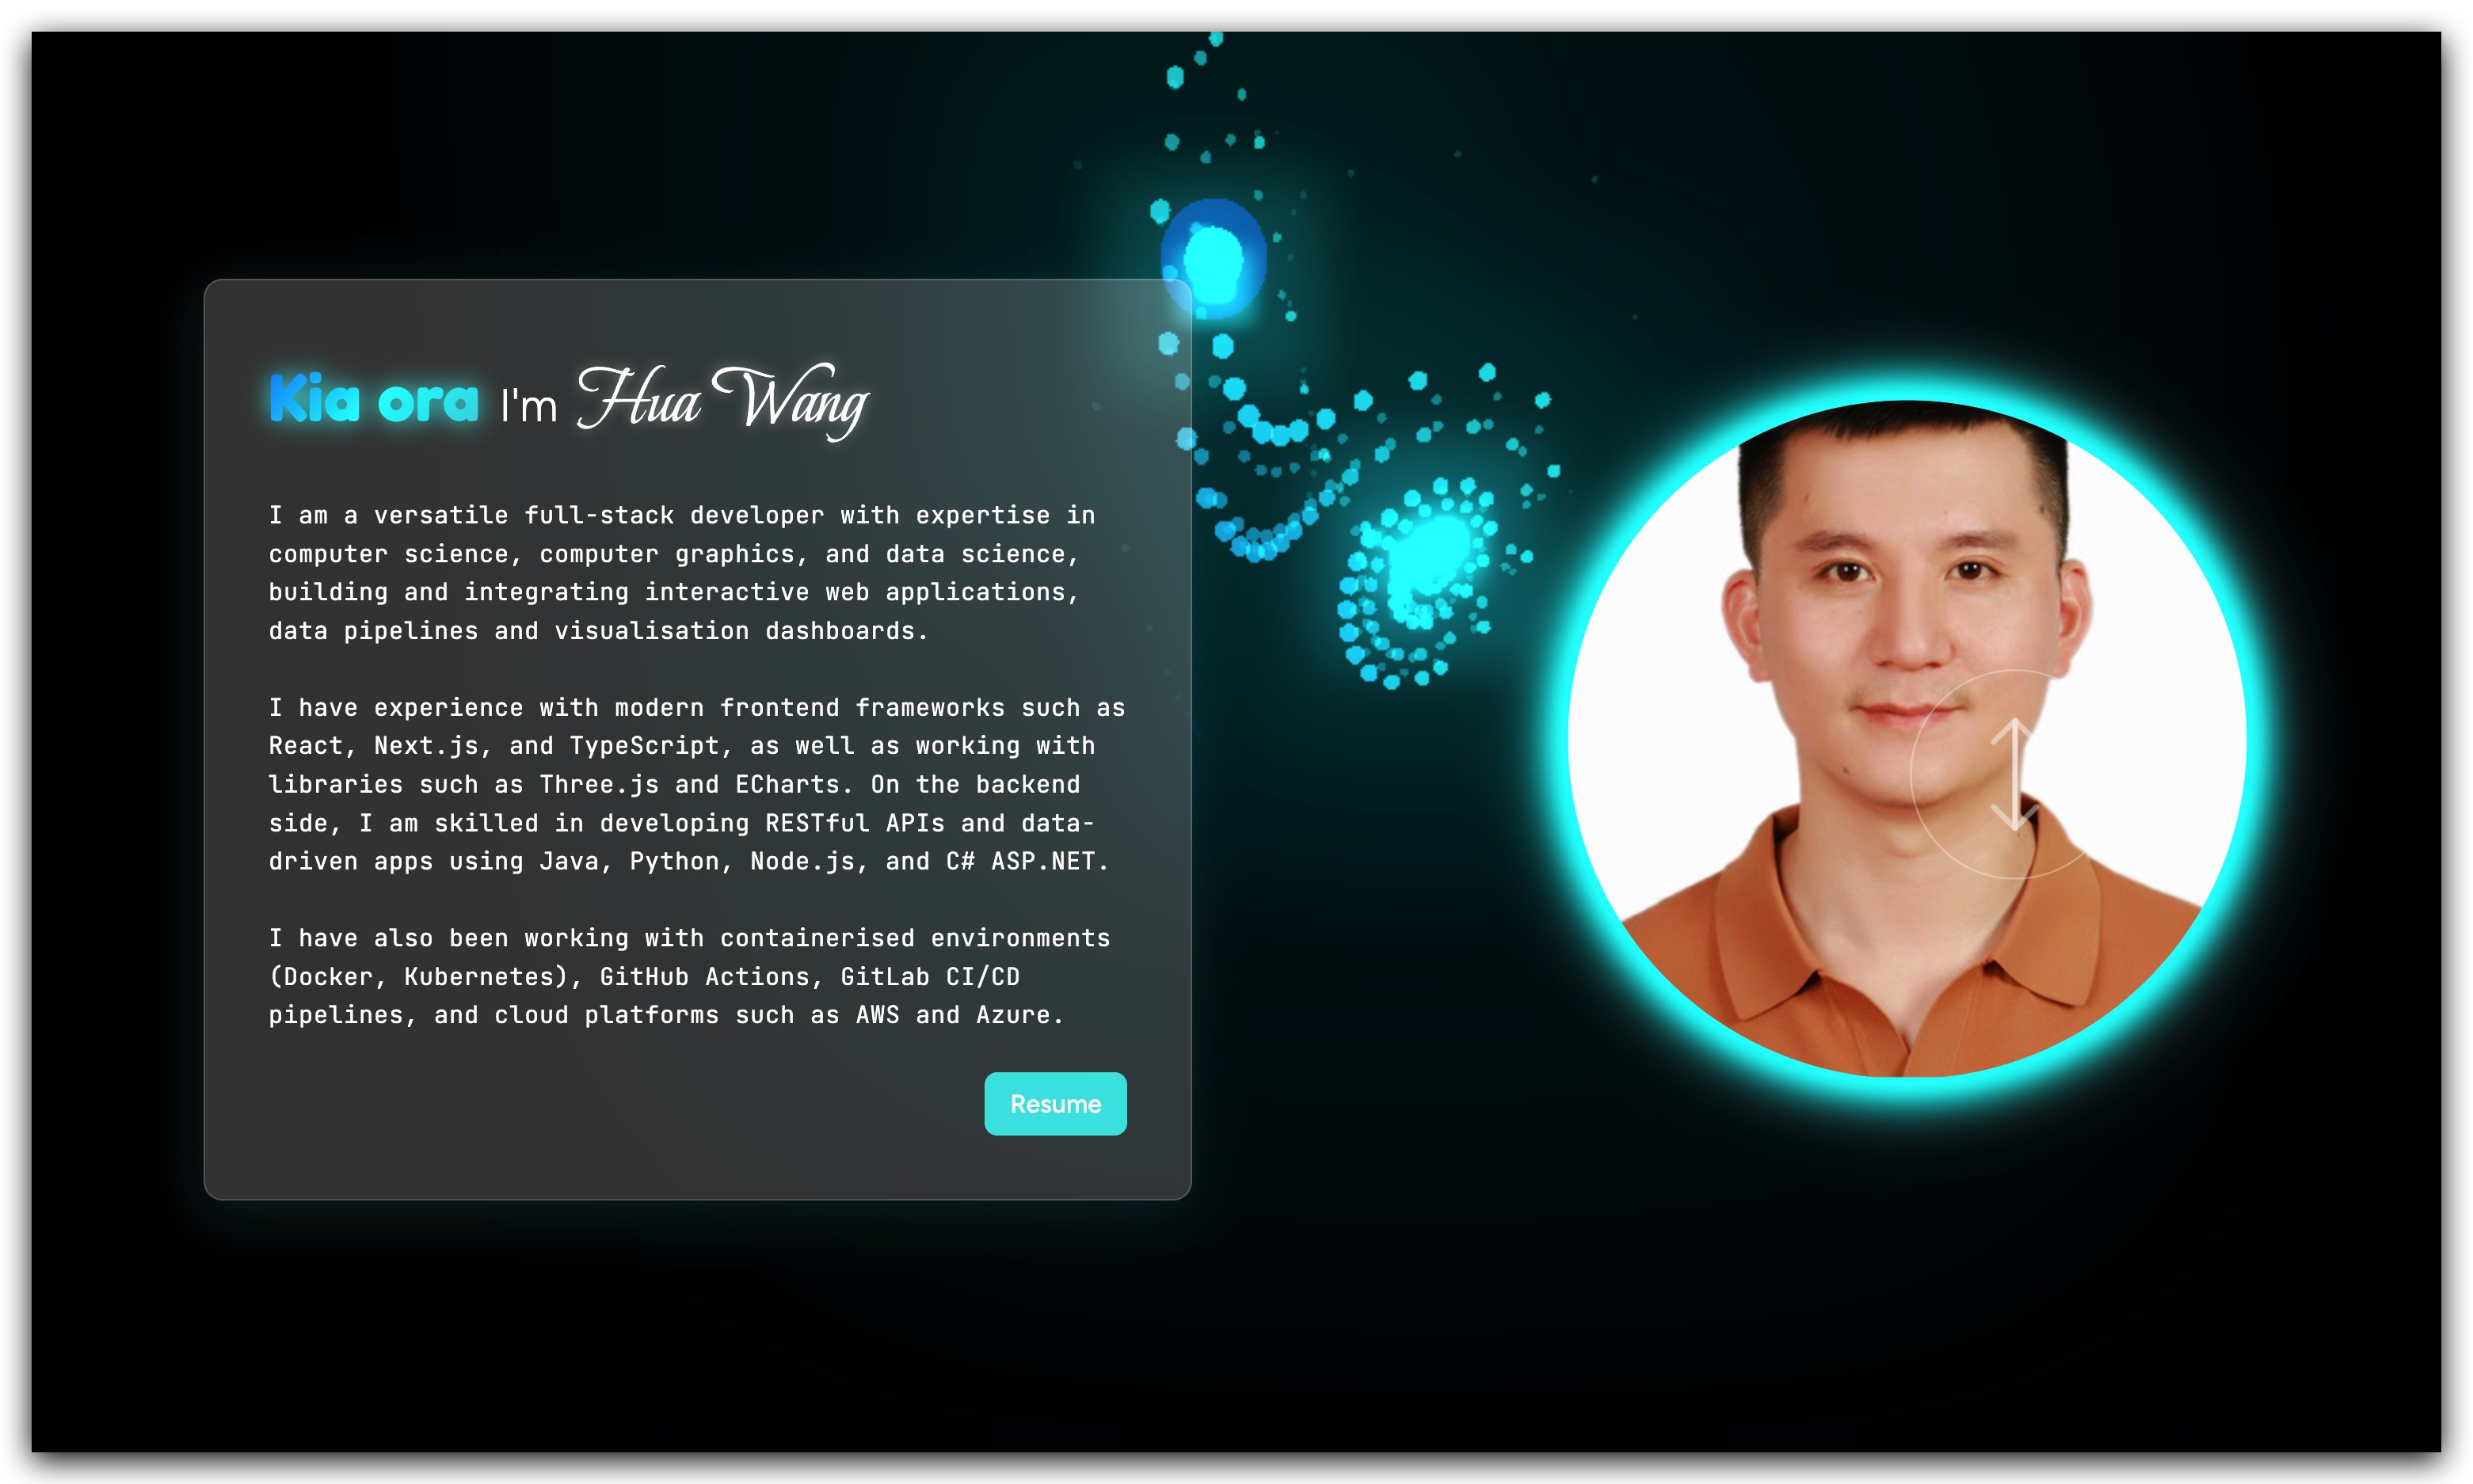 Kia ora I'm Hua Wang
I am a versatile full-stack developer with expertise in
computer science, computer graphics, and data science,
building and integrating interactive web applications,
data pipelines and visualisation dashboards.
I have experience with modern frontend frameworks such as
React, Next.js, and TypeScript, as well as working with
libraries such as Three.js and ECharts. On the backend
side, I am skilled in developing RESTful APIs and data-
driven apps using Java, Python, Node.js, and C# ASP.NET.
I have also been working with containerised environments
(Docker, Kubernetes), GitHub Actions, GitLab CI/CD
pipelines, and cloud platforms such as AWS and Azure.
Resume